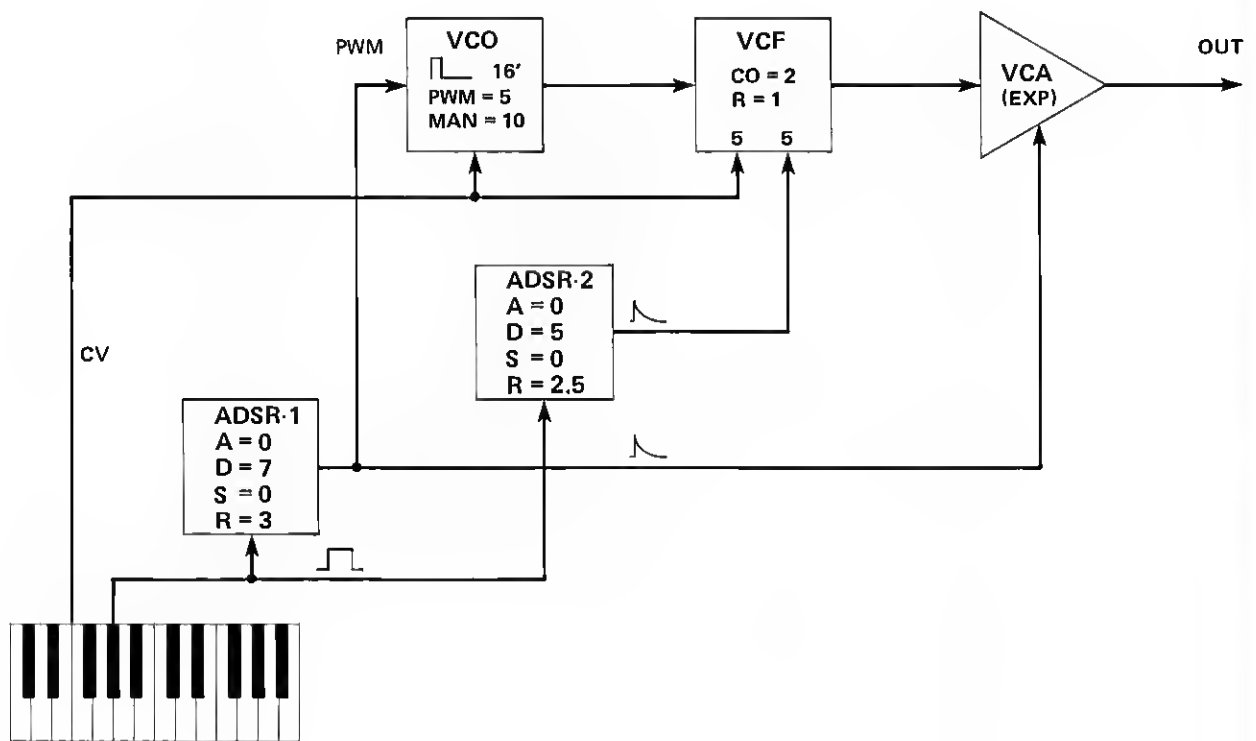 PWM
VCO
16'
PWM = 5
MAN = 10
VCF
CO = 2
R = 1
5 5
VCA
(EXP)
OUT
ADSR·2
A = 0
D = 5
S = 0
R = 2.5
CV
ADSR·1
A = 0
D = 7
S = 0
R = 3